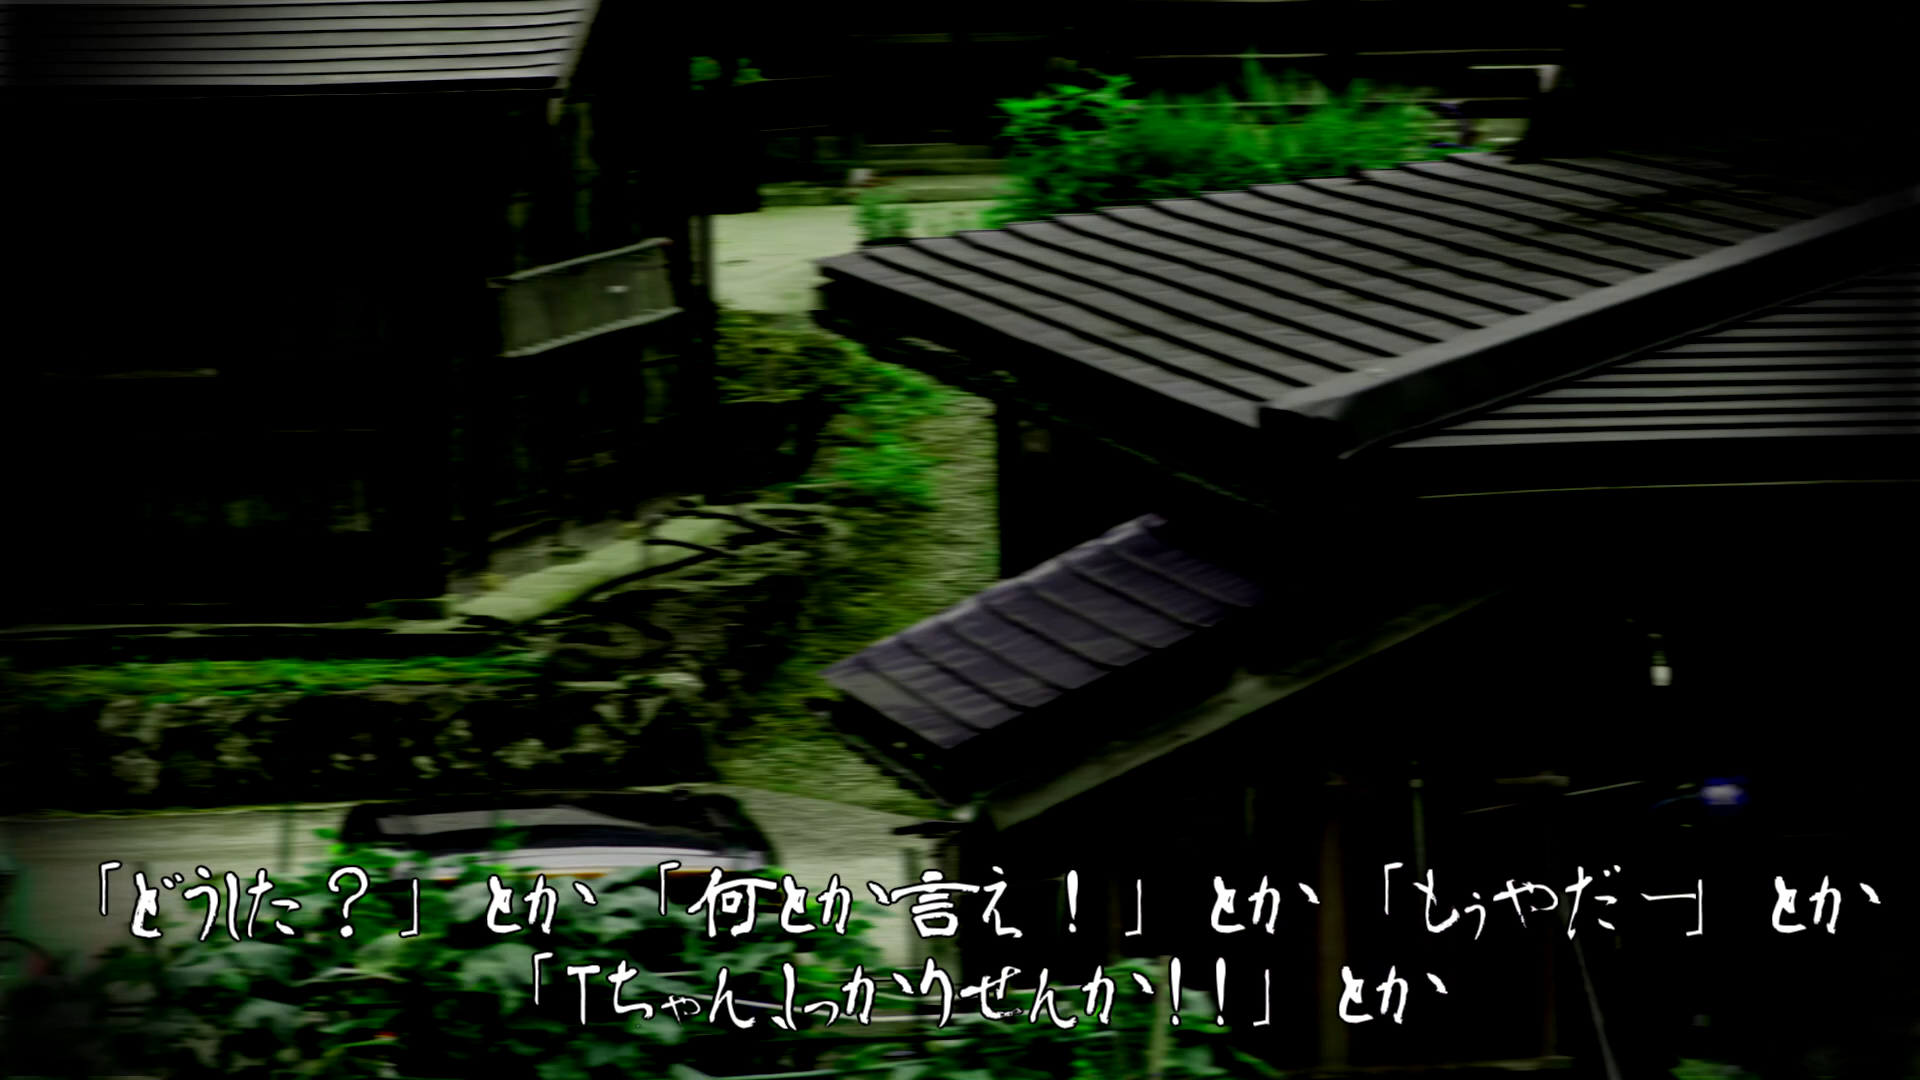 「どうした？」とか「何とか言え！」とか「もぅやだー」とか
「Tちゃん、しっかりせんか！！」とか